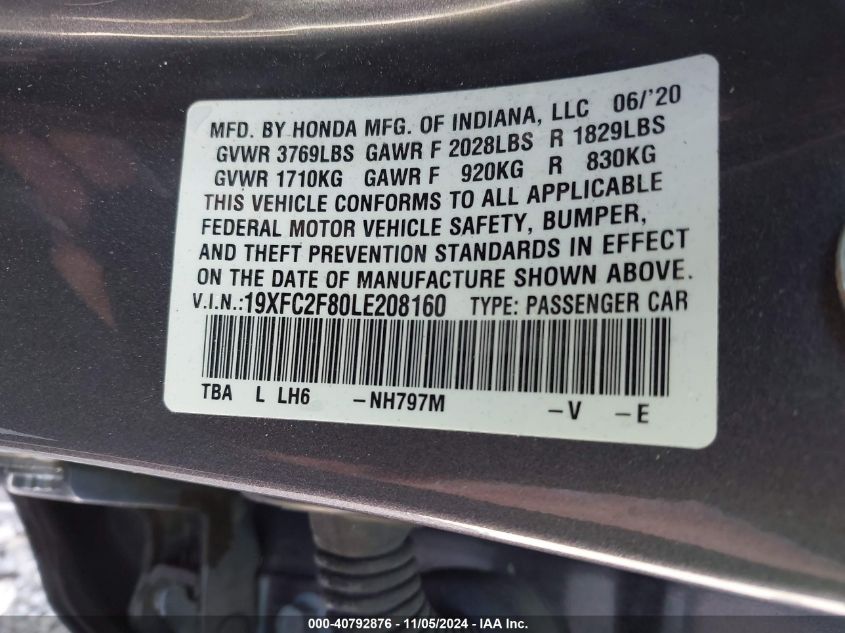 MFD. BY HONDA MFG. OF INDIANA, LLC 06/'20
GVWR 3769LBS GAWR F 2028LBS R 1829LBS
GVWR 1710KG GAWR F 920KG R 830KG
THIS VEHICLE CONFORMS TO ALL APPLICABLE
FEDERAL MOTOR VEHICLE SAFETY, BUMPER,
AND THEFT PREVENTION STANDARDS IN EFFECT
ON THE DATE OF MANUFACTURE SHOWN ABOVE.
V.I.N.:19XFC2F80LE208160 TYPE: PASSENGER CAR
TBA L LH6 –NH797M –V –E
000-40792876 - 11/05/2024 - IAA Inc.